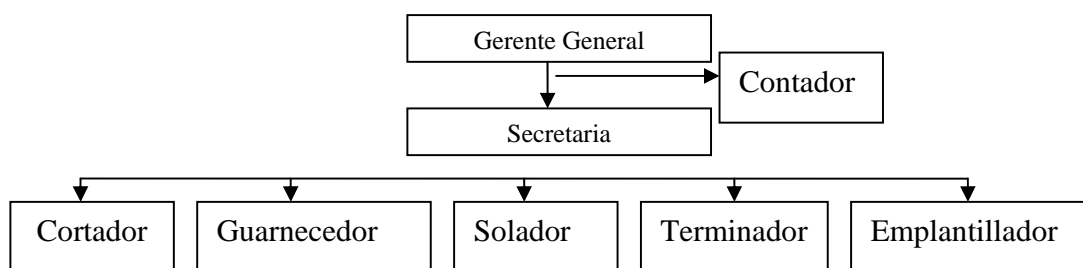 Gerente General
Contador
Secretaria
Cortador
Guarnecedor
Solador
Terminador
Emplantillador